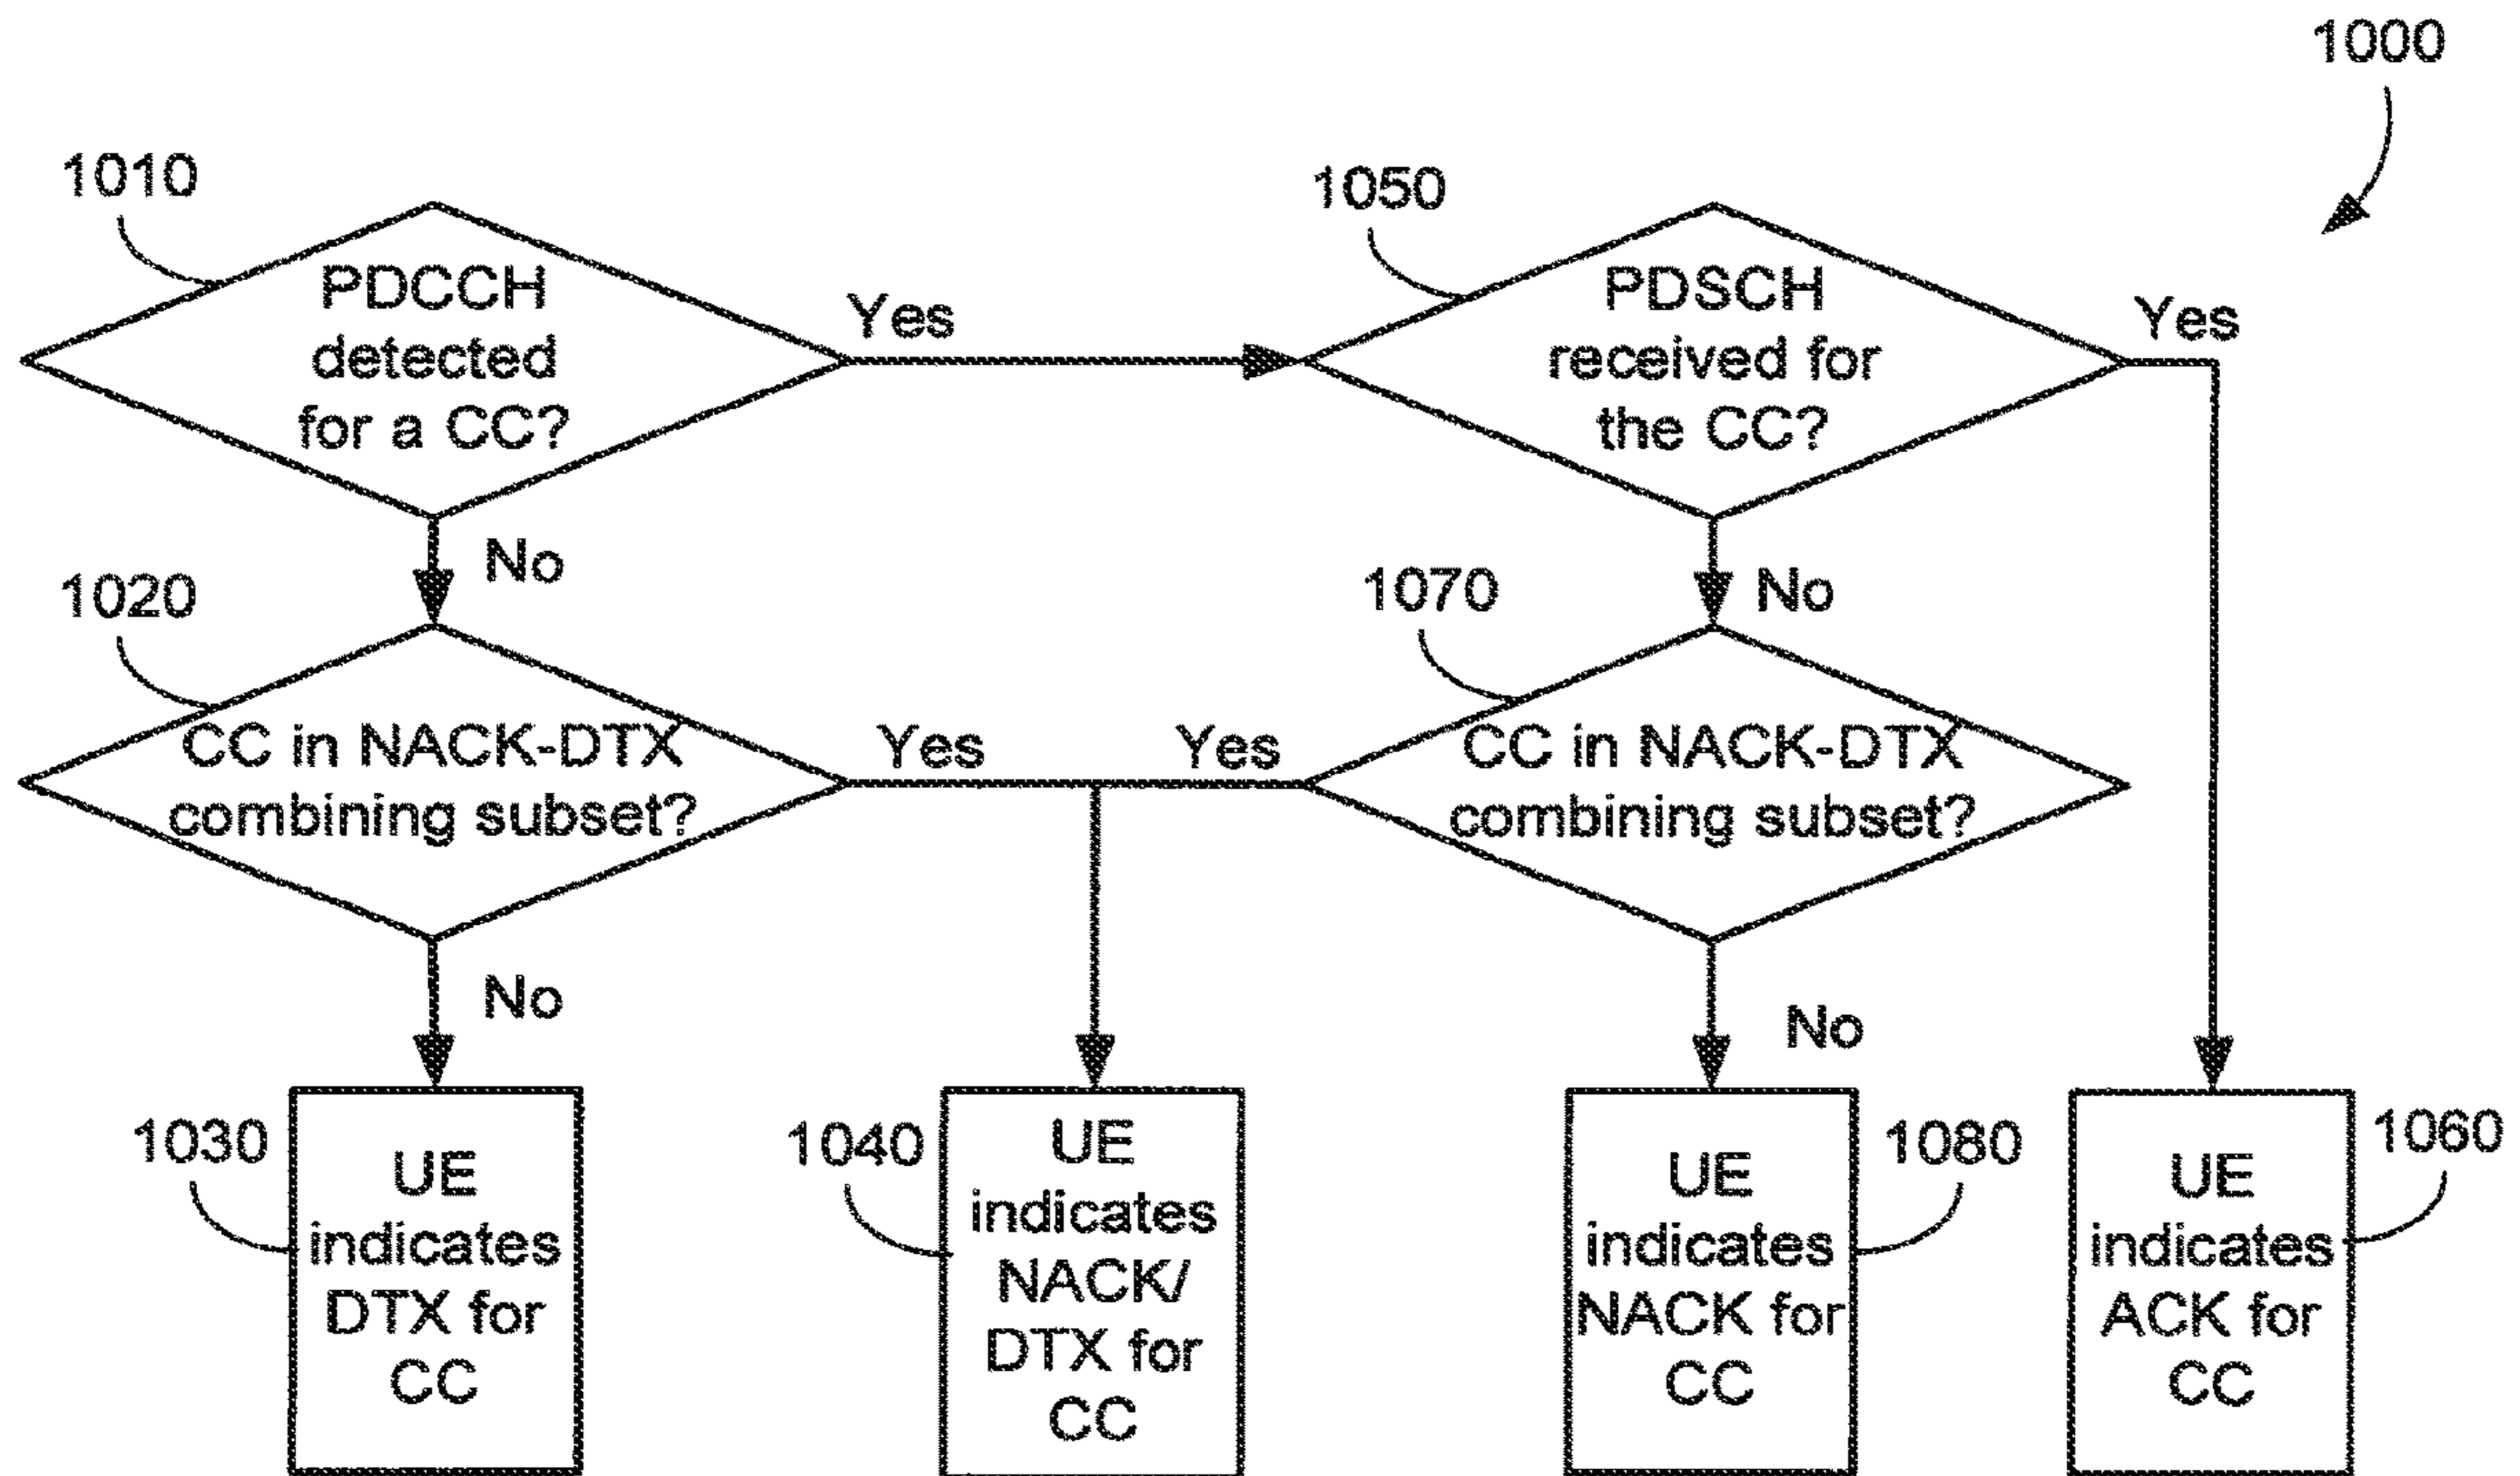 1000
1010
1050
PDCCH
detected
for a CC?
Yes
PDSCH
received for
the CC?
Yes
No
No
1020
1070
CC in NACK-DTX
combining subset?
Yes
Yes
CC in NACK-DTX
combining subset?
No
No
1030
UE
indicates
DTX for
CC
1040
UE
indicates
NACK/
DTX for
CC
UE
indicates
NACK for
CC
1080
UE
indicates
ACK for
CC
1060